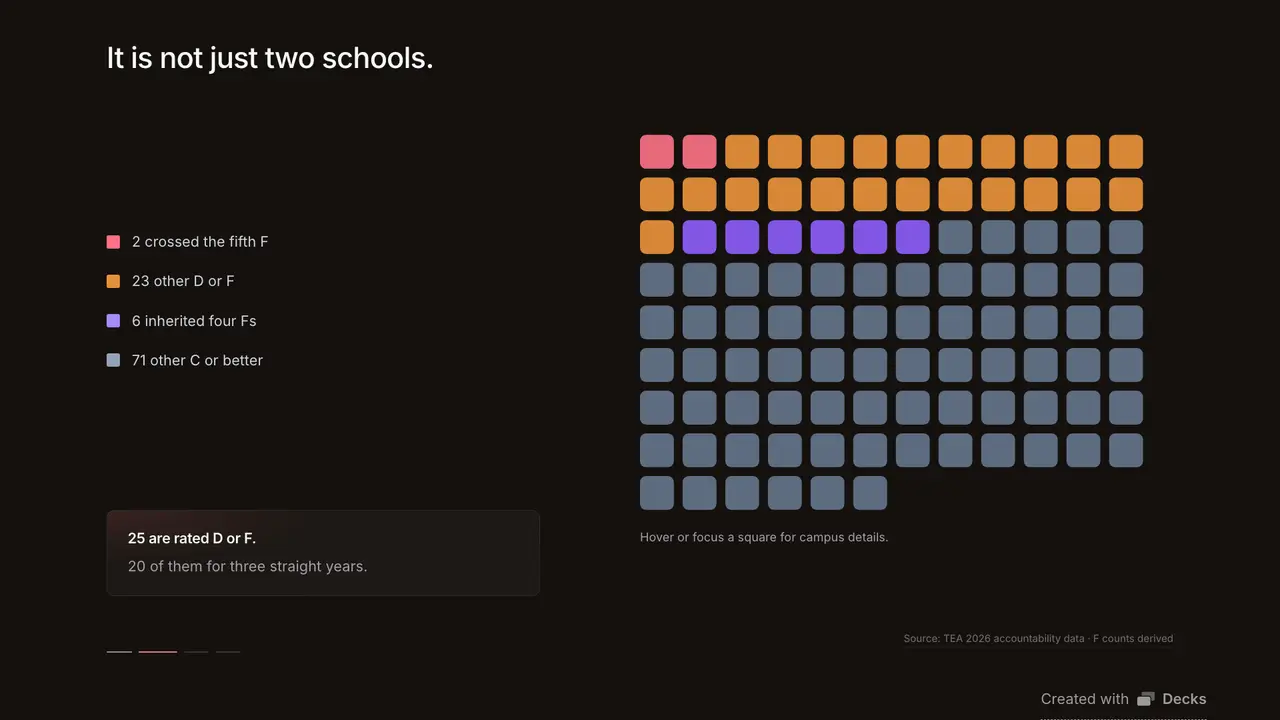 It is not just two schools.
2 crossed the fifth F
23 other D or F
6 inherited four Fs
71 other C or better
25 are rated D or F.
20 of them for three straight years.
Hover or focus a square for campus details.
Source: TEA 2026 accountability data · F counts derived
Created with Decks